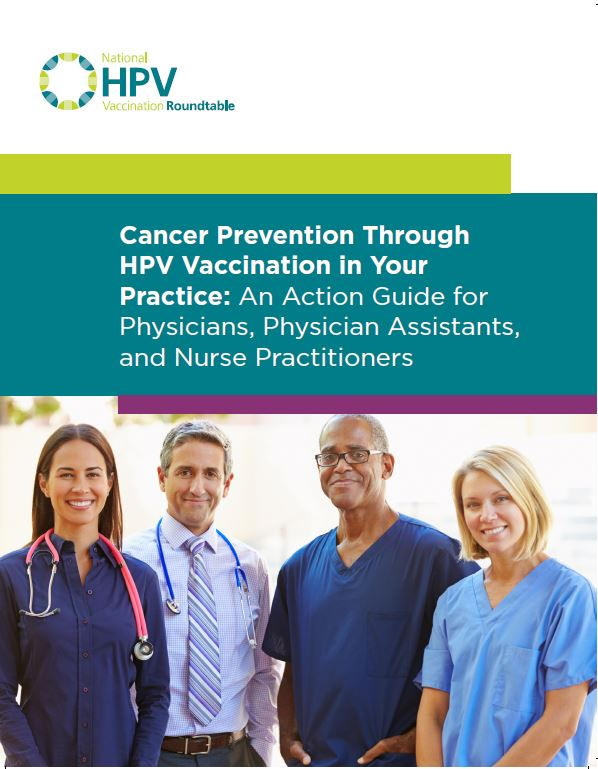 National
HPV
Vaccination Roundtable
Cancer Prevention Through
HPV Vaccination in Your
Practice: An Action Guide for
Physicians, Physician Assistants,
and Nurse Practitioners